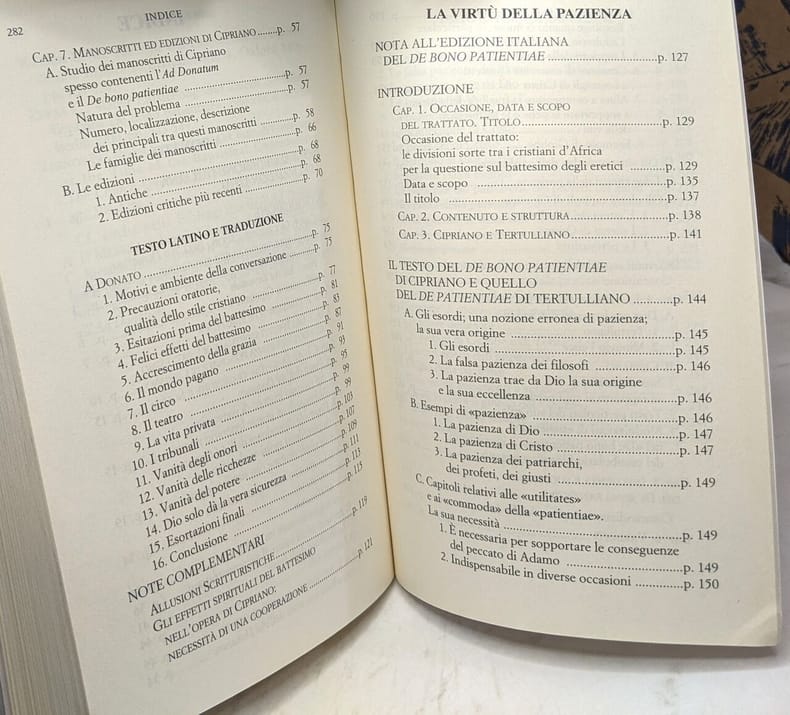 282
INDICE
CAP. 7. MANOSCRITTI ED EDIZIONI DI CIPRIANO.......p. 57
A. Studio dei manoscritti di Cipriano
spesso contenenti l'Ad Donatum
e il De bono patientiae ..........p. 57
Natura del problema ..........p. 57
Numero, localizzazione, descrizione
dei principali tra questi manoscritti ..........p. 58
Le famiglie dei manoscritti ..........p. 66
B. Le edizioni ..........p. 68
1. Antiche ..........p. 68
2. Edizioni critiche più recenti ..........p. 70
TESTO LATINO E TRADUZIONE
A DONATO ..........p. 75
1. Motivi e ambiente della conversazione ..........p. 75
2. Precauzioni oratorie,
qualità dello stile cristiano ..........p. 77
3. Esitazioni prima del battesimo ..........p. 81
4. Felici effetti del battesimo ..........p. 83
5. Accrescimento della grazia ..........p. 87
6. Il mondo pagano ..........p. 91
7. Il circo ..........p. 93
8. Il teatro ..........p. 95
9. La vita privata ..........p. 99
10. I tribunali ..........p. 99
11. Vanità degli onori ..........p. 103
12. Vanità delle ricchezze ..........p. 107
13. Vanità del potere ..........p. 109
14. Dio solo dà la vera sicurezza ..........p. 111
15. Esortazioni finali ..........p. 113
16. Conclusione ..........p. 115
NOTE COMPLEMENTARI
ALLUSIONI SCRITTURISTICHE ..........p. 119
GLI EFFETTI SPIRITUALI DEL BATTESIMO
NELL'OPERA DI CIPRIANO:
NECESSITÀ DI UNA COOPERAZIONE ..........p. 121
LA VIRTÙ DELLA PAZIENZA
NOTA ALL'EDIZIONE ITALIANA
DEL DE BONO PATIENTIAE ..........p. 127
INTRODUZIONE
CAP. 1. OCCASIONE, DATA E SCOPO
DEL TRATTATO. TITOLO ..........p. 129
Occasione del trattato:
le divisioni sorte tra i cristiani d'Africa
per la questione sul battesimo degli eretici ..........p. 129
Data e scopo ..........p. 135
Il titolo ..........p. 137
CAP. 2. CONTENUTO E STRUTTURA ..........p. 138
CAP. 3. CIPRIANO E TERTULLIANO ..........p. 141
IL TESTO DEL DE BONO PATIENTIAE
DI CIPRIANO E QUELLO
DEL DE PATIENTIAE DI TERTULLIANO ..........p. 144
A. Gli esordi; una nozione erronea di pazienza;
la sua vera origine ..........p. 145
1. Gli esordi ..........p. 145
2. La falsa pazienza dei filosofi ..........p. 146
3. La pazienza trae da Dio la sua origine
e la sua eccellenza ..........p. 146
B. Esempi di «pazienza» ..........p. 146
1. La pazienza di Dio ..........p. 147
2. La pazienza di Cristo ..........p. 147
3. La pazienza dei patriarchi,
dei profeti, dei giusti ..........p. 149
C. Capitoli relativi alle «utilitates»
e ai «commoda» della «patientiae».
La sua necessità ..........p. 149
1. È necessaria per sopportare le conseguenze
del peccato di Adamo ..........p. 149
2. Indispensabile in diverse occasioni ..........p. 150